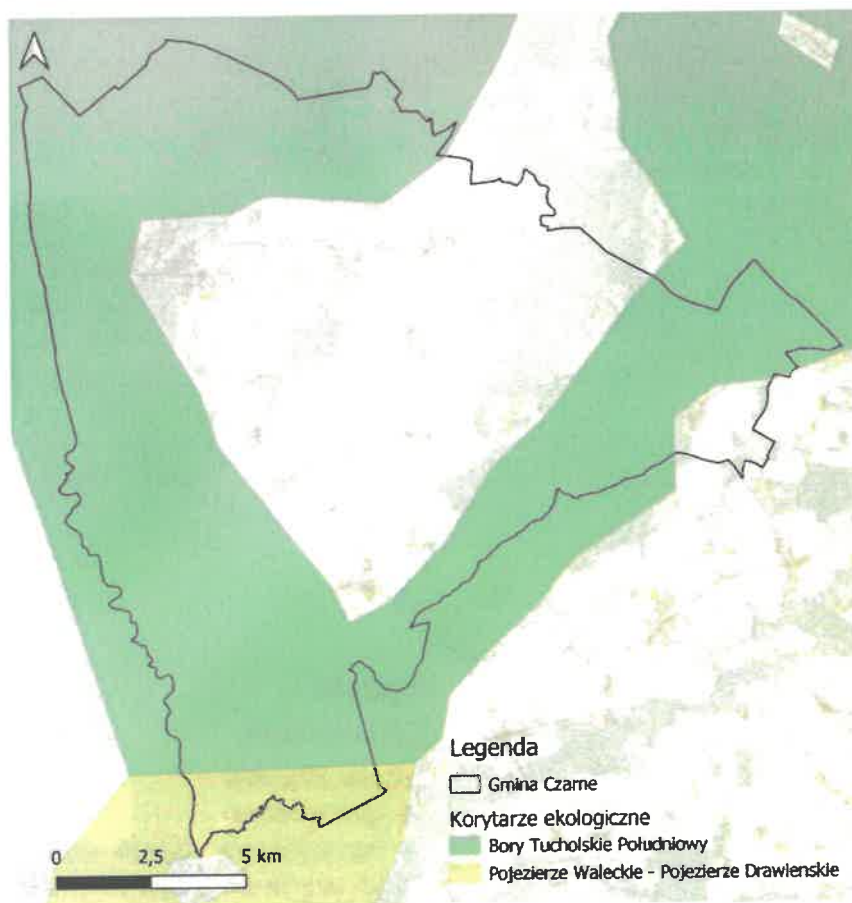 Legenda
Gmina Czarne
Korytarze ekologiczne
Bory Tucholskie Południowy
Pojezierze Wałeckie - Pojezierze Drawieńskie
0 2,5 5 km